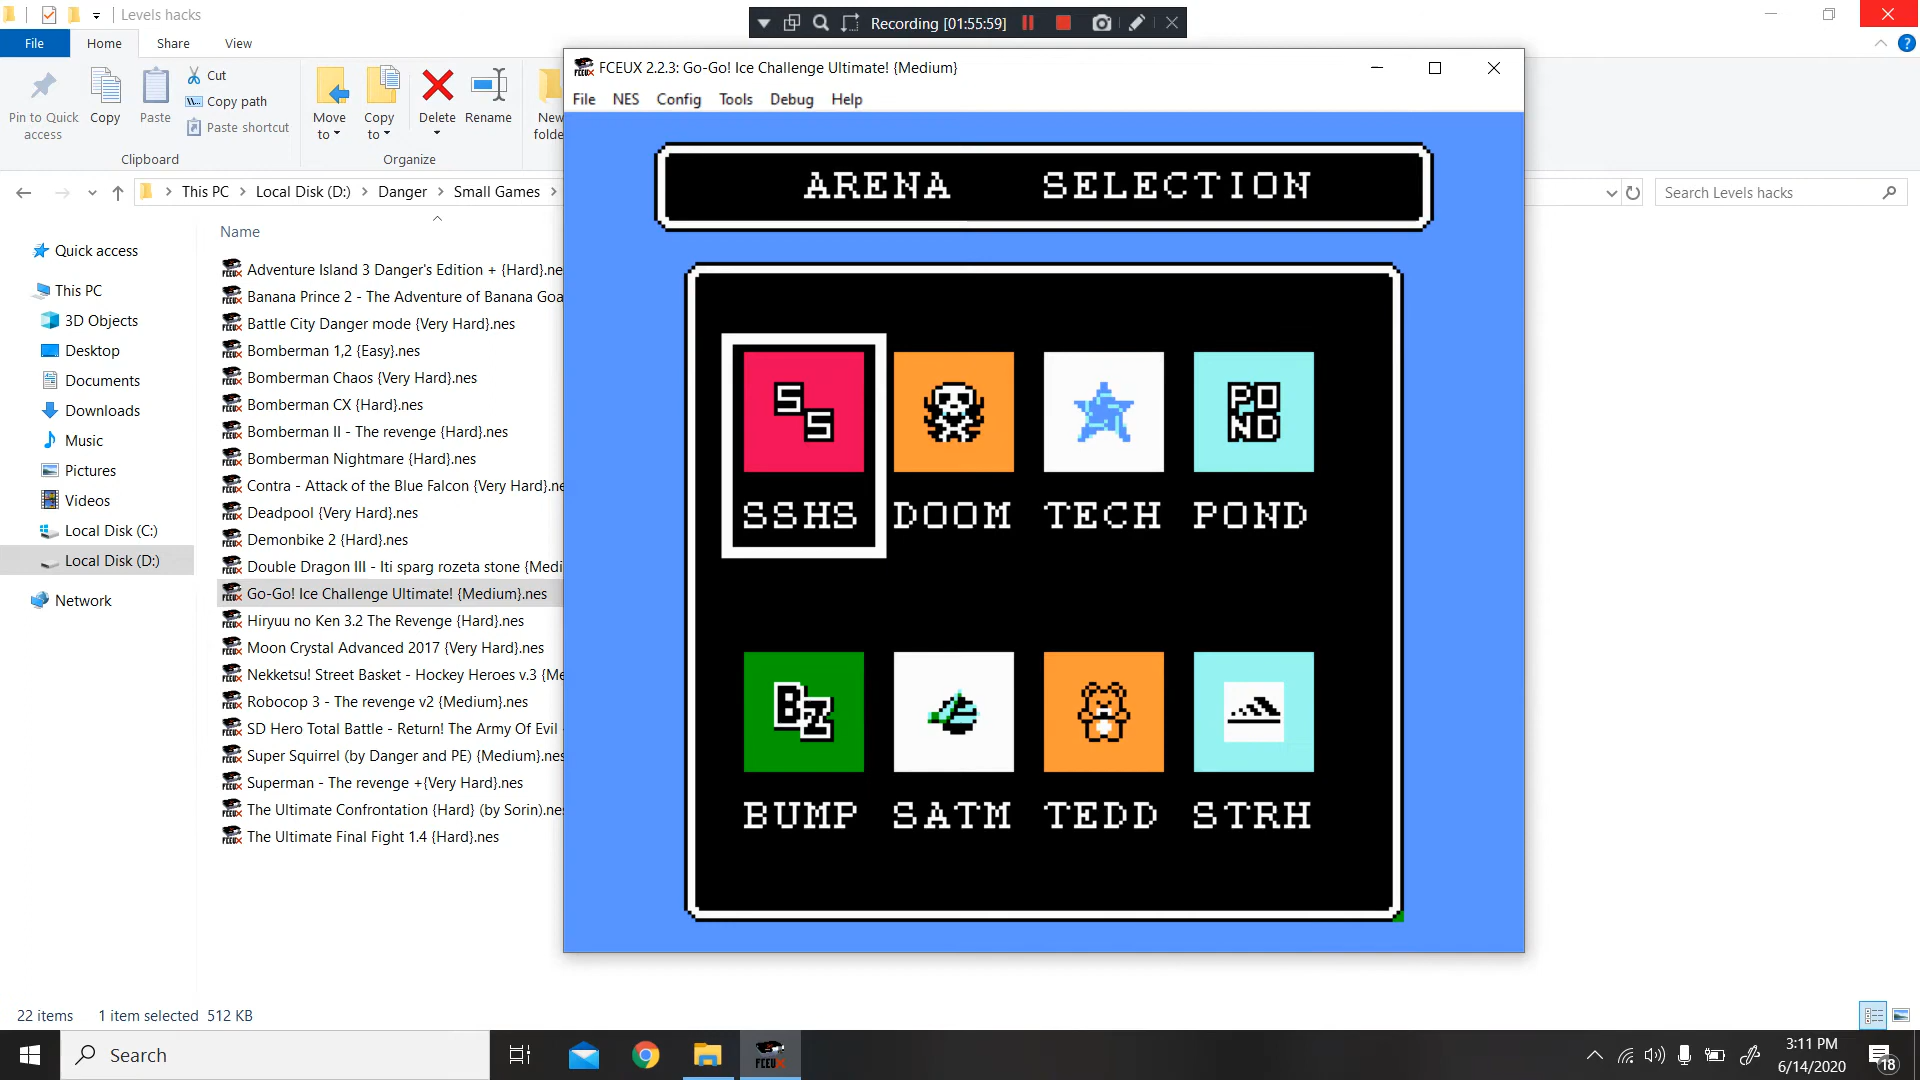 Levels hacks
Recording [01:55:59]
File
Home
Share
View
FCEUX 2.2.3: Go-Go! Ice Challenge Ultimate! {Medium}
Pin to Quick access
Copy
Paste
Cut
Copy path
Paste shortcut
Move to
Copy to
Delete
Rename
New
folde
Clipboard
Organize
File NES Config Tools Debug Help
This PC
Local Disk (D:)
Danger
Small Games
Search Levels hacks
Name
Quick access
This PC
3D Objects
Desktop
Documents
Downloads
Music
Pictures
Videos
Local Disk (C:)
Local Disk (D:)
Network
Adventure Island 3 Danger's Edition + {Hard}.ne
Banana Prince 2 - The Adventure of Banana Goa
Battle City Danger mode {Very Hard}.nes
Bomberman 1,2 {Easy}.nes
Bomberman Chaos {Very Hard}.nes
Bomberman CX {Hard}.nes
Bomberman II - The revenge {Hard}.nes
Bomberman Nightmare {Hard}.nes
Contra - Attack of the Blue Falcon {Very Hard}.ne
Deadpool {Very Hard}.nes
Demonbike 2 {Hard}.nes
Double Dragon III - Iti sparg rozeta stone {Medi
Go-Go! Ice Challenge Ultimate! {Medium}.nes
Hiryuu no Ken 3.2 The Revenge {Hard}.nes
Moon Crystal Advanced 2017 {Very Hard}.nes
Nekketsu! Street Basket - Hockey Heroes v.3 {Me
Robocop 3 - The revenge v2 {Medium}.nes
SD Hero Total Battle - Return! The Army Of Evil -
Super Squirrel (by Danger and PE) {Medium}.nes
Superman - The revenge +{Very Hard}.nes
The Ultimate Confrontation {Hard} (by Sorin).nes
The Ultimate Final Fight 1.4 {Hard}.nes
ARENA SELECTION
SS
POND
SSHS DOOM TECH POND
BZ
BUMP SATM TEDD STRH
22 items
1 item selected 512 KB
Search
FCEUX
3:11 PM
6/14/2020
18